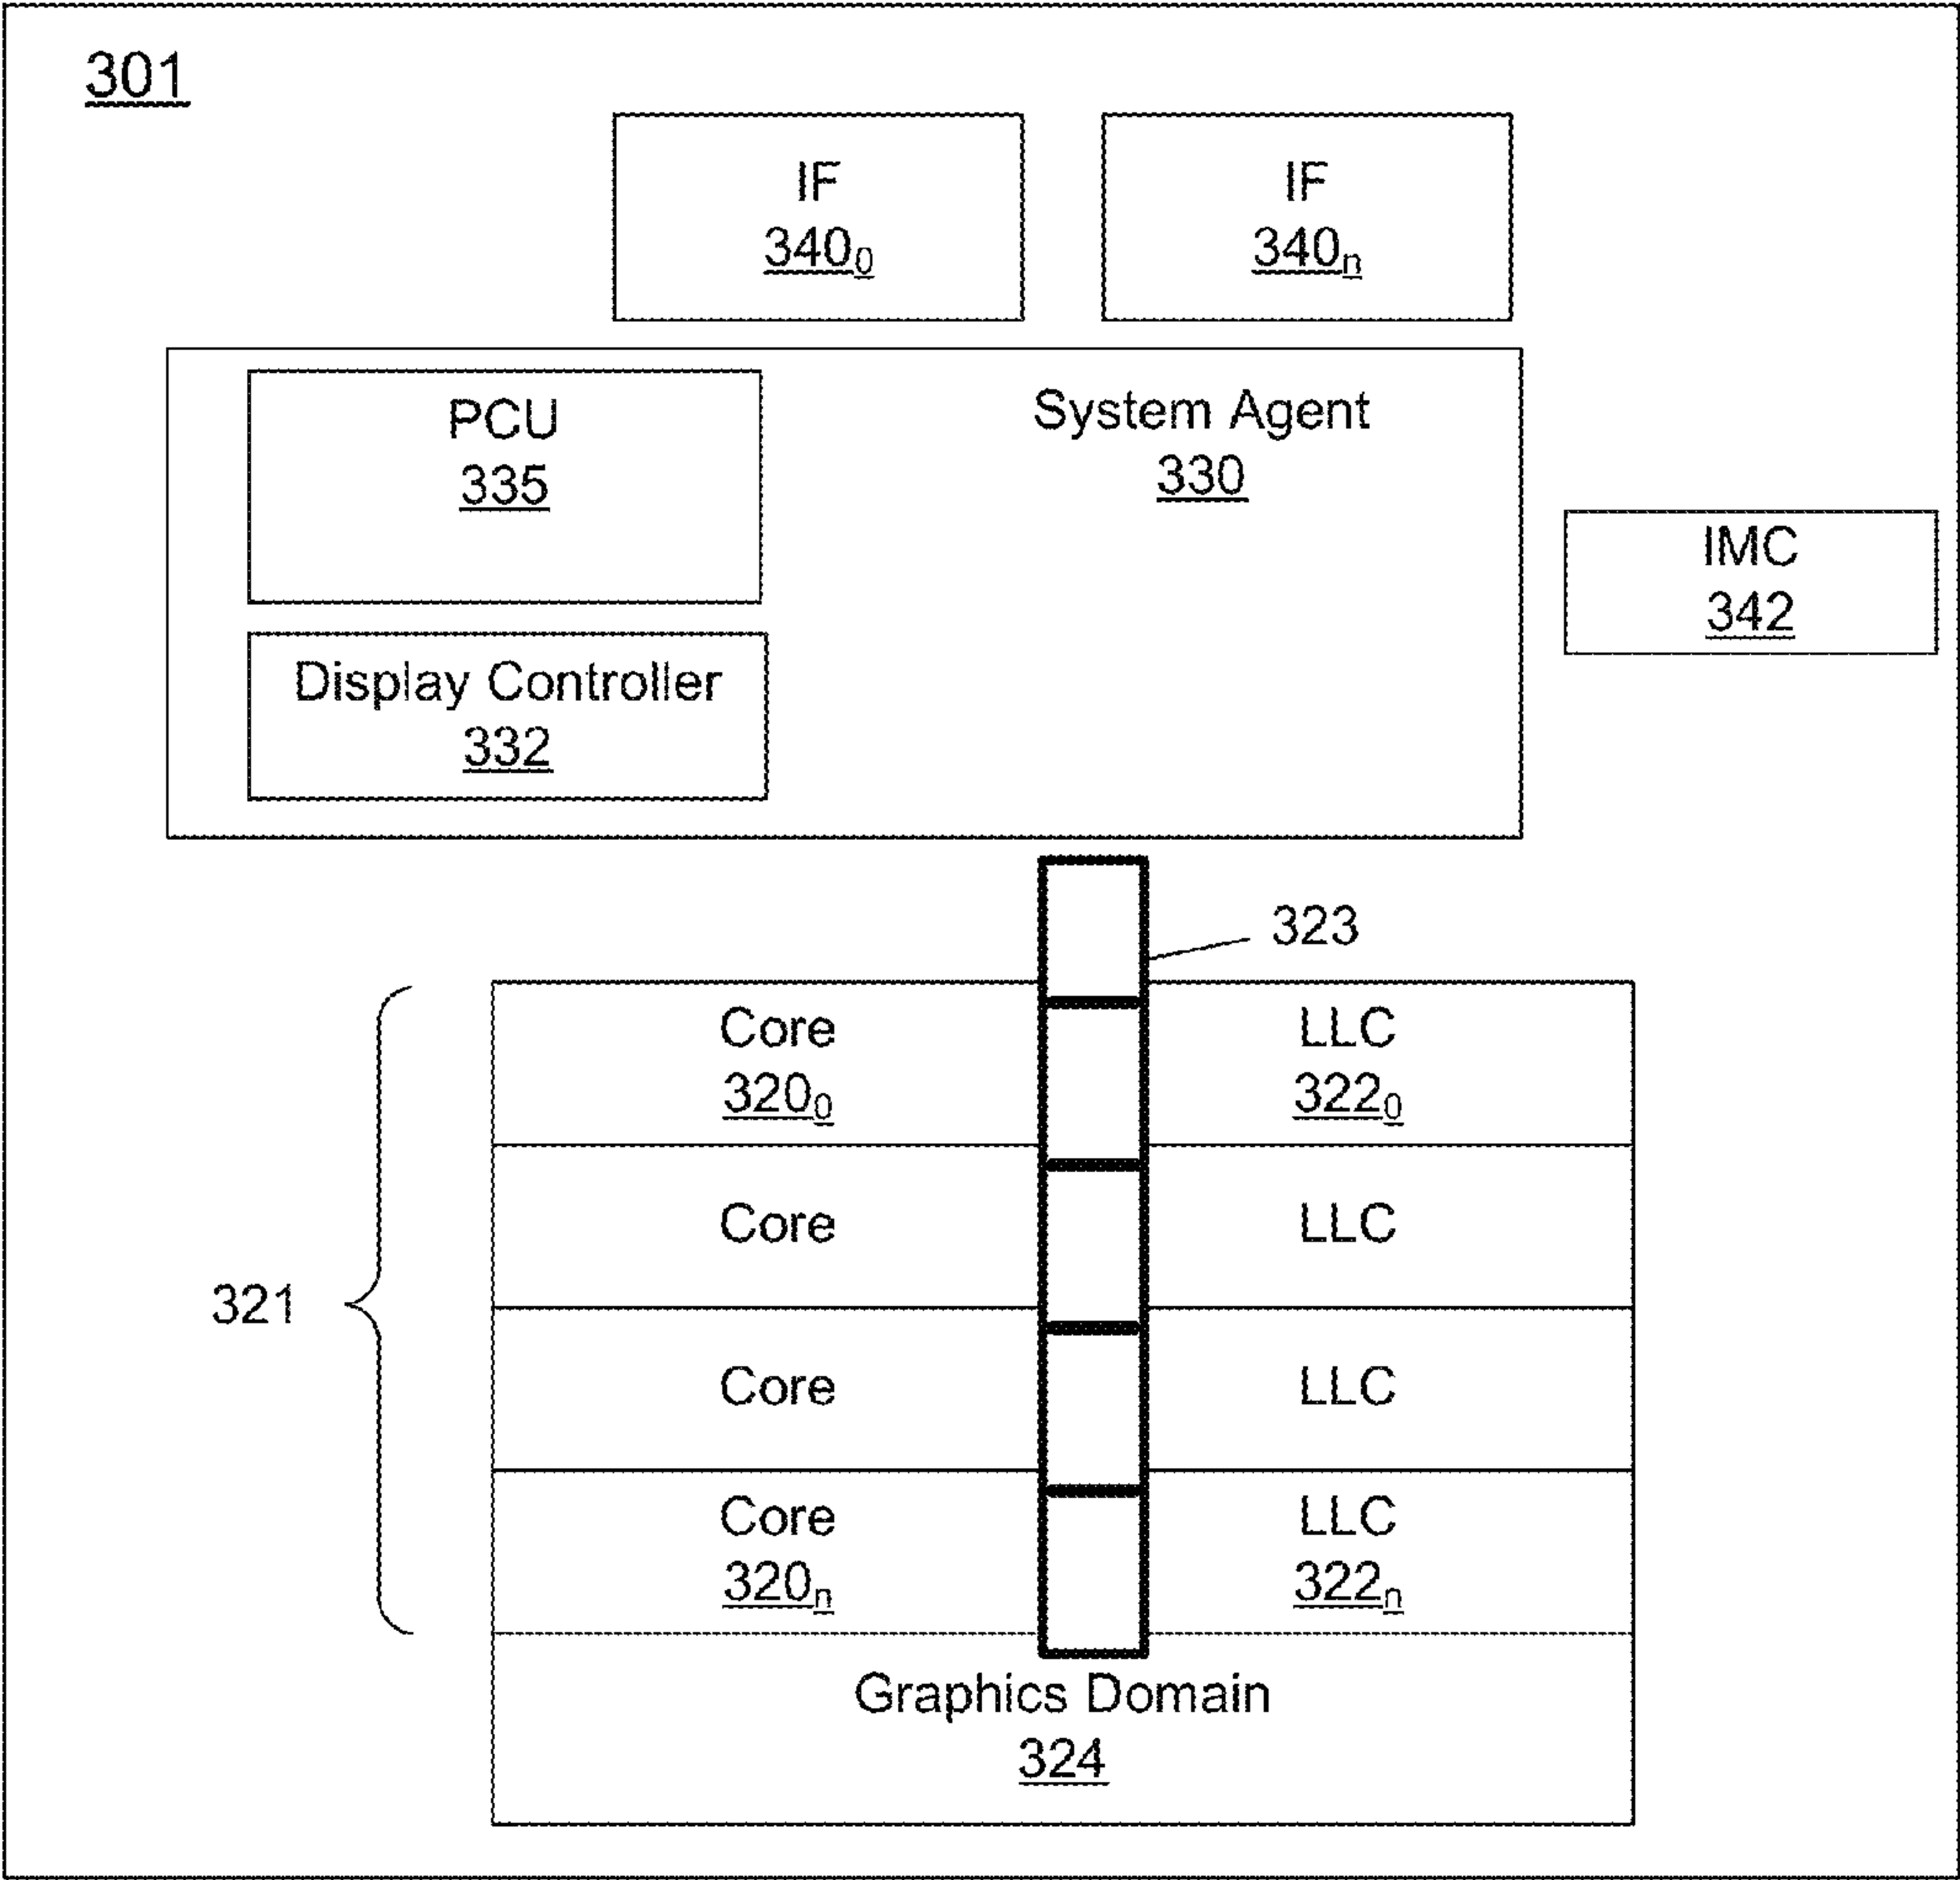 301
IF
340₀
IF
340ₙ
PCU
335
System Agent
330
IMC
342
Display Controller
332
323
Core
320₀
LLC
322₀
Core
LLC
321
Core
LLC
Core
320ₙ
LLC
322ₙ
Graphics Domain
324